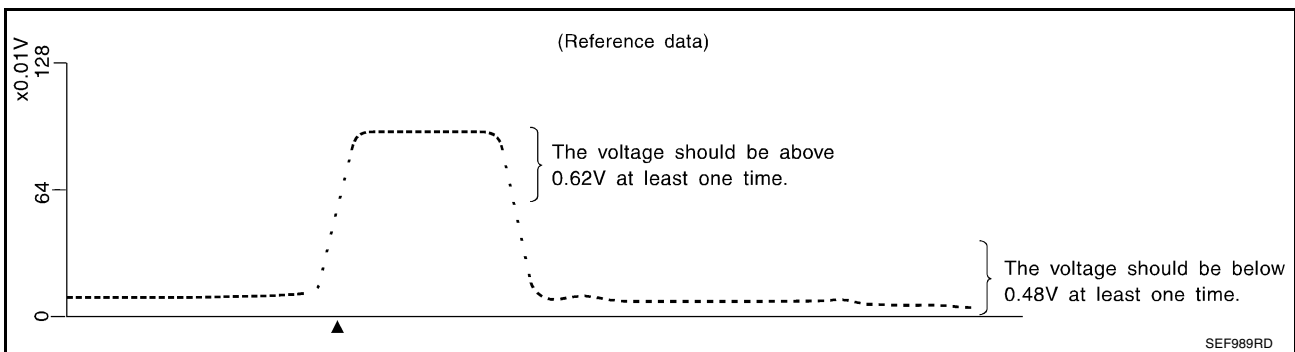 (Reference data)
x0.01V
128
64
0
The voltage should be above
0.62V at least one time.
The voltage should be below
0.48V at least one time.
SEF989RD